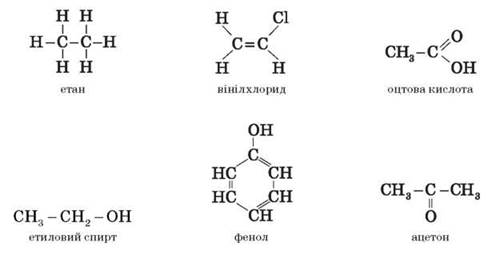 H H
H–C–C–H
H H
етан
H Cl
C=C
H H
вінілхлорид
O
CH₃–C
OH
оцтова кислота
CH₃–CH₂–OH
етиловий спирт
OH
C
HC CH
HC CH
CH
фенол
CH₃–C–CH₃
O
ацетон